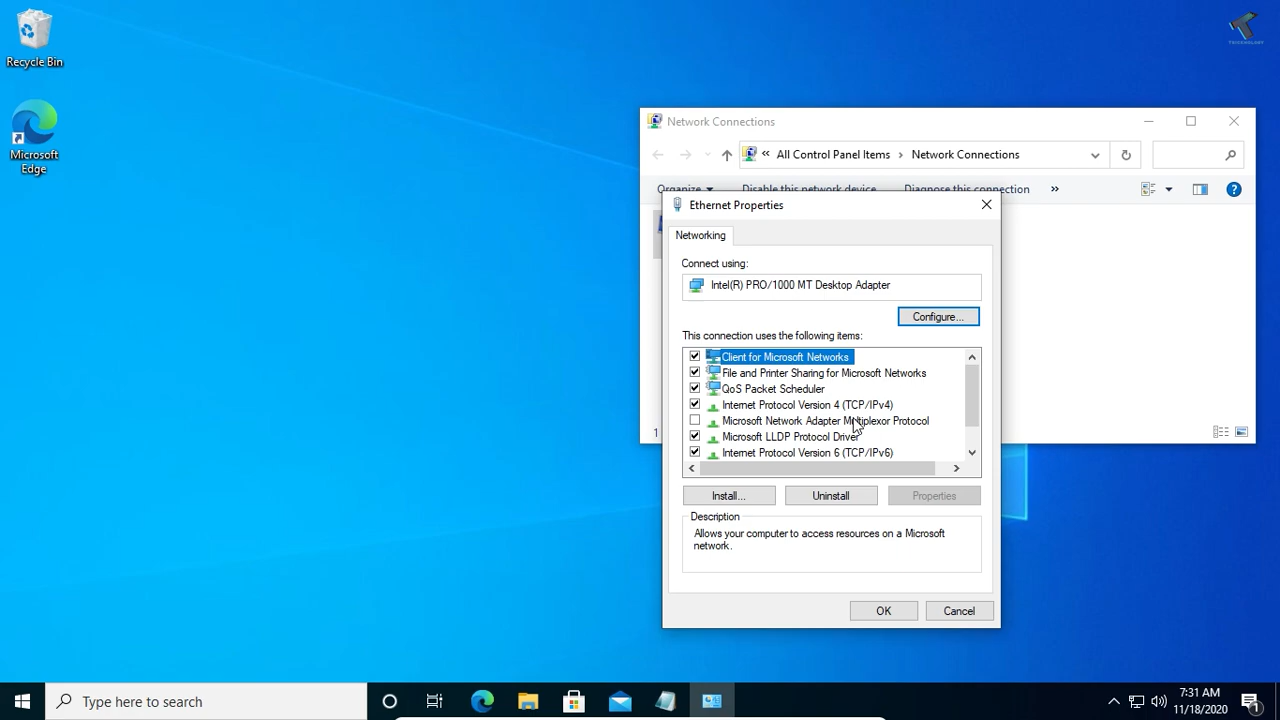 Recycle Bin
Microsoft
Edge
TECHNOLOGY
Network Connections
« All Control Panel Items > Network Connections
Organize Disable this network device Diagnose this connection »
Ethernet Properties
Networking
Connect using:
Intel(R) PRO/1000 MT Desktop Adapter
Configure...
This connection uses the following items:
Client for Microsoft Networks
File and Printer Sharing for Microsoft Networks
QoS Packet Scheduler
Internet Protocol Version 4 (TCP/IPv4)
Microsoft Network Adapter Multiplexor Protocol
Microsoft LLDP Protocol Driver
Internet Protocol Version 6 (TCP/IPv6)
1
Install... Uninstall Properties
Description
Allows your computer to access resources on a Microsoft
network.
OK Cancel
Type here to search
7:31 AM
11/18/2020
1